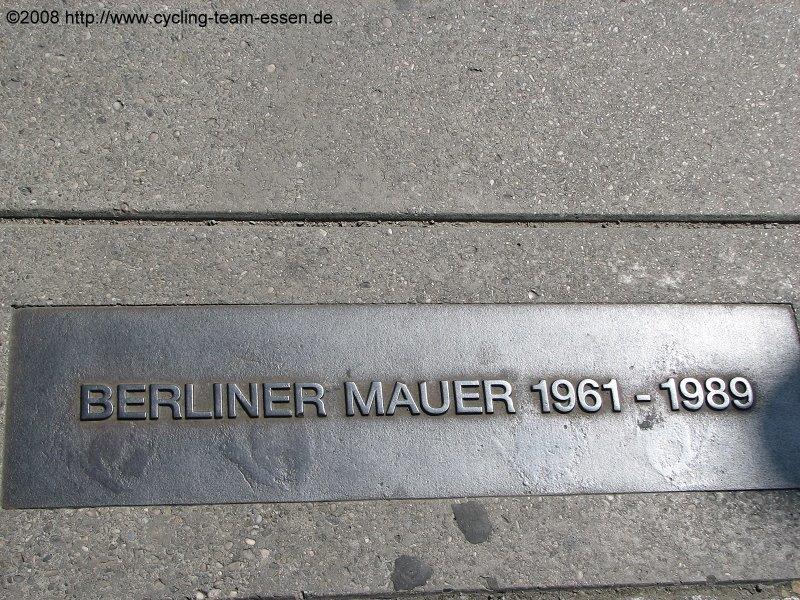 ©2008 http://www.cycling-team-essen.de
BERLINER MAUER 1961 - 1989